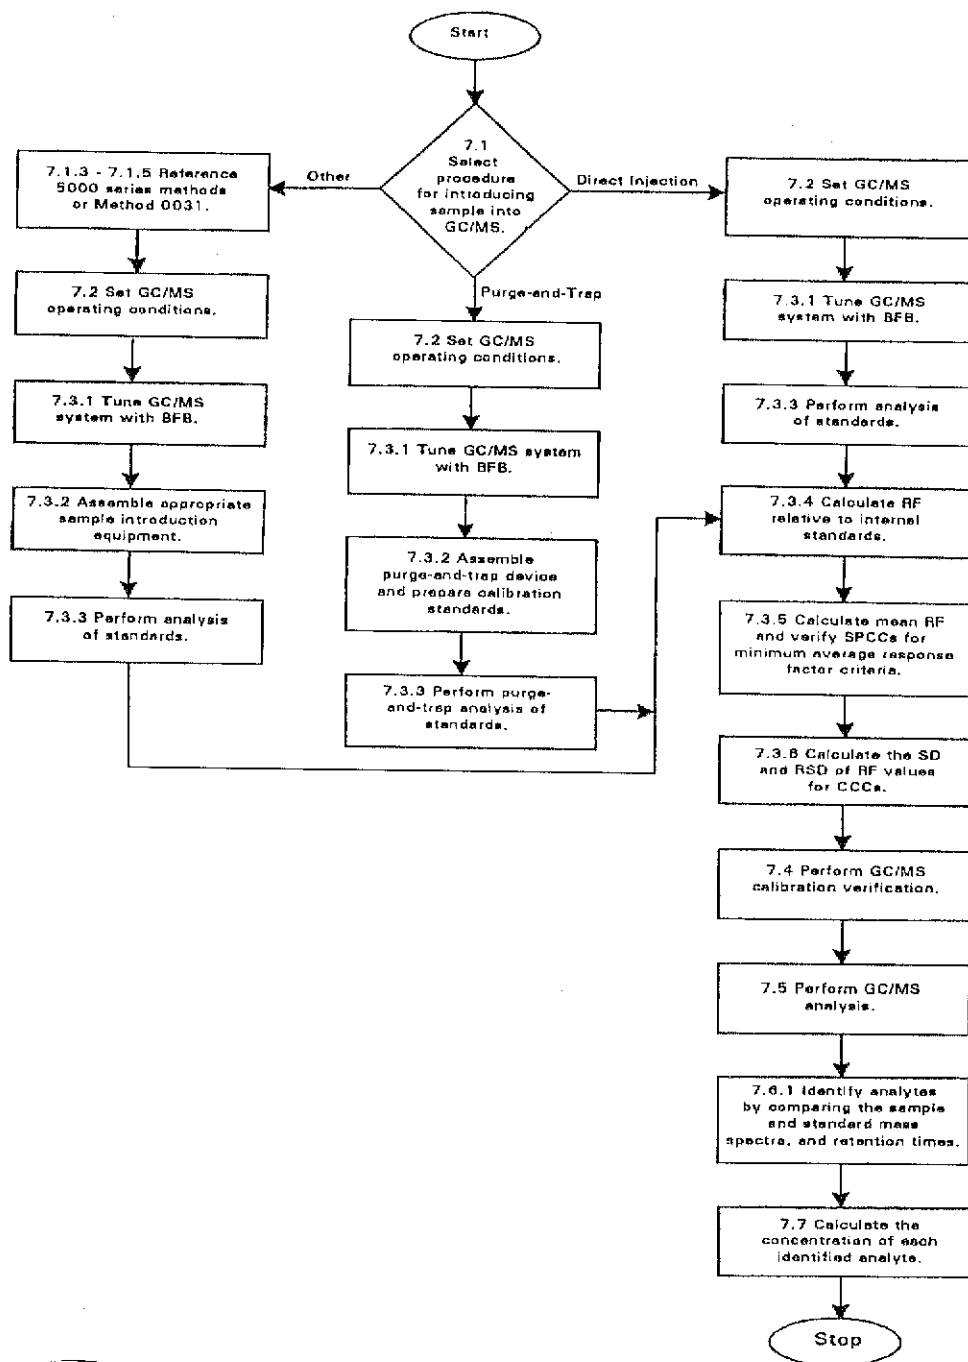 Start
7.1
Select
procedure
for introducing
sample into
GC/MS.
Other
Direct Injection
Purge-and-Trap
7.1.3 - 7.1.5 Reference
5000 series methods
or Method 0031.
7.2 Set GC/MS
operating conditions.
7.3.1 Tune GC/MS
system with BFB.
7.3.2 Assemble appropriate
sample introduction
equipment.
7.3.3 Perform analysis
of standards.
7.2 Set GC/MS
operating conditions.
7.3.1 Tune GC/MS system
with BFB.
7.3.2 Assemble
purge-and-trap device
and prepare calibration
standards.
7.3.3 Perform purge-
and-trap analysis of
standards.
7.2 Set GC/MS
operating conditions.
7.3.1 Tune GC/MS
system with BFB.
7.3.3 Perform analysis
of standards.
7.3.4 Calculate RF
relative to internal
standards.
7.3.5 Calculate mean RF
and verify SPCCs for
minimum average response
factor criteria.
7.3.6 Calculate the SD
and RSD of RF values
for CCCs.
7.4 Perform GC/MS
calibration verification.
7.5 Perform GC/MS
analysis.
7.6.1 Identify analytes
by comparing the sample
and standard mass
spectra, and retention times.
7.7 Calculate the
concentration of each
identified analyte.
Stop